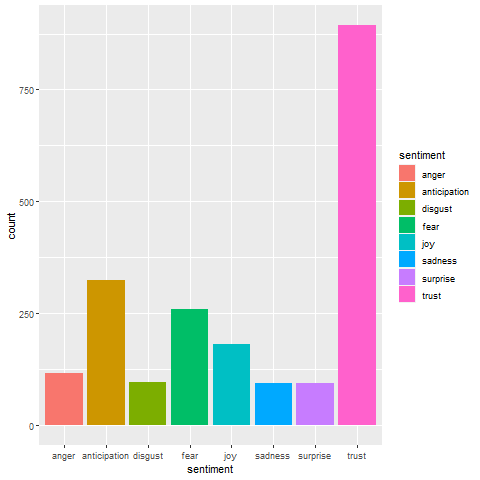 count
750
500
250
0
anger anticipation disgust fear joy sadness surprise trust
sentiment
sentiment
anger
anticipation
disgust
fear
joy
sadness
surprise
trust